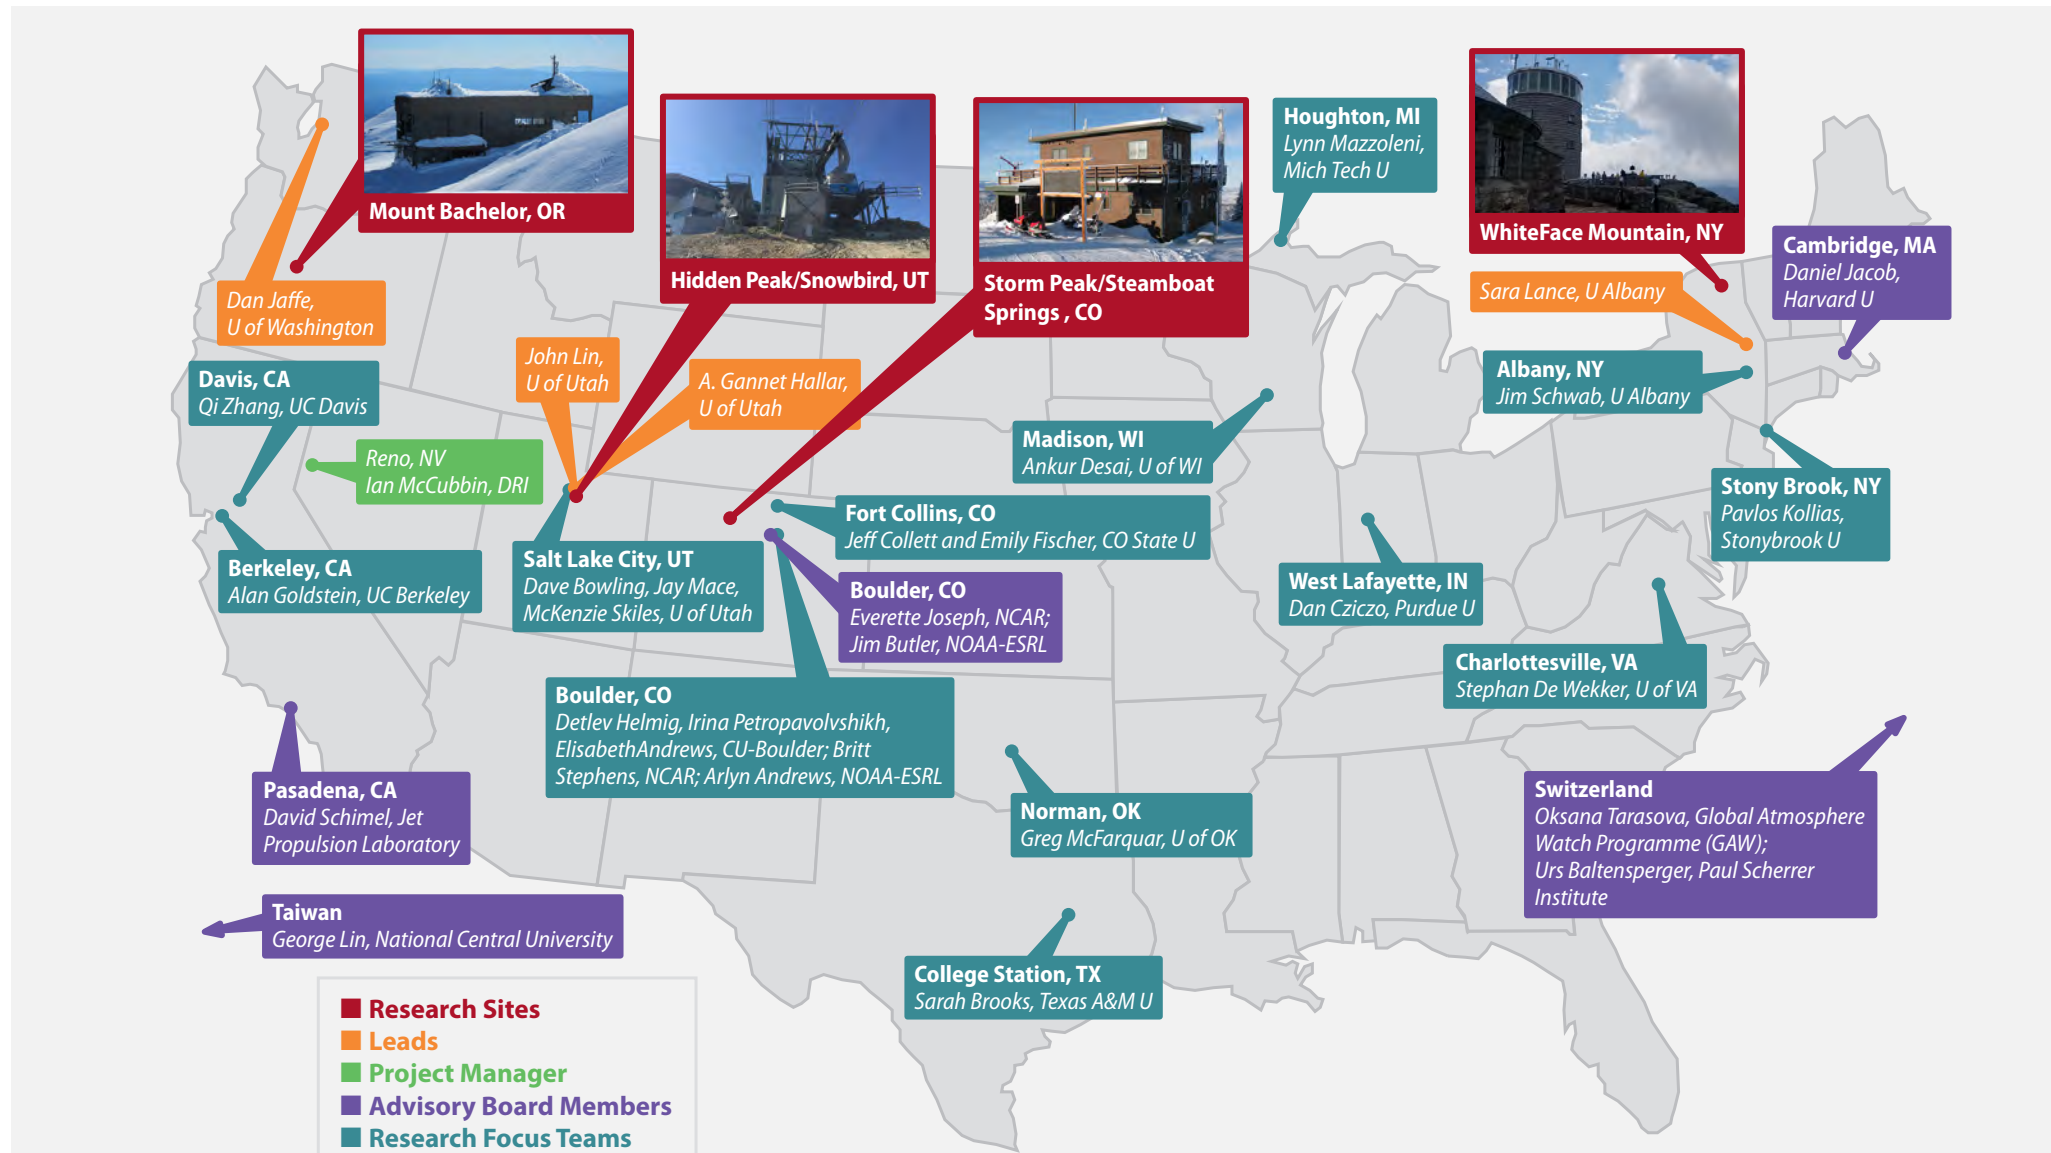 Mount Bachelor, OR
Hidden Peak/Snowbird, UT
Storm Peak/Steamboat
Springs , CO
WhiteFace Mountain, NY
Houghton, MI
Lynn Mazzoleni,
Mich Tech U
Cambridge, MA
Daniel Jacob,
Harvard U
Sara Lance, U Albany
Dan Jaffe,
U of Washington
John Lin,
U of Utah
A. Gannet Hallar,
U of Utah
Davis, CA
Qi Zhang, UC Davis
Albany, NY
Jim Schwab, U Albany
Reno, NV
Ian McCubbin, DRI
Madison, WI
Ankur Desai, U of WI
Stony Brook, NY
Pavlos Kollias,
Stonybrook U
Fort Collins, CO
Jeff Collett and Emily Fischer, CO State U
Berkeley, CA
Alan Goldstein, UC Berkeley
Salt Lake City, UT
Dave Bowling, Jay Mace,
McKenzie Skiles, U of Utah
Boulder, CO
Everette Joseph, NCAR;
Jim Butler, NOAA-ESRL
West Lafayette, IN
Dan Cziczo, Purdue U
Charlottesville, VA
Stephan De Wekker, U of VA
Boulder, CO
Detlev Helmig, Irina Petropavolvshikh,
ElisabethAndrews, CU-Boulder; Britt
Stephens, NCAR; Arlyn Andrews, NOAA-ESRL
Pasadena, CA
David Schimel, Jet
Propulsion Laboratory
Norman, OK
Greg McFarquar, U of OK
Switzerland
Oksana Tarasova, Global Atmosphere
Watch Programme (GAW);
Urs Baltensperger, Paul Scherrer
Institute
Taiwan
George Lin, National Central University
College Station, TX
Sarah Brooks, Texas A&M U
Research Sites
Leads
Project Manager
Advisory Board Members
Research Focus Teams